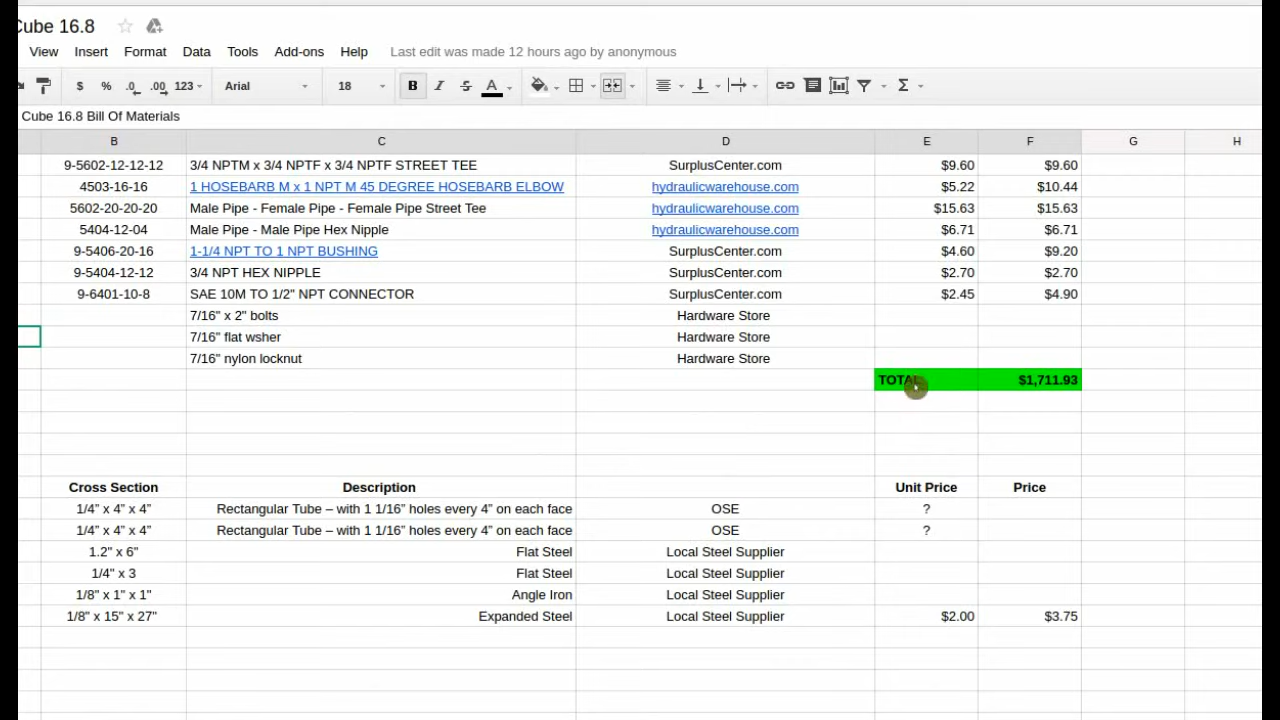 Cube 16.8
View Insert Format Data Tools Add-ons Help Last edit was made 12 hours ago by anonymous
$ % .0 .00 123 Arial 18 B I S A Σ
Cube 16.8 Bill Of Materials
B C D E F G H
9-5602-12-12-12 3/4 NPTM x 3/4 NPTF x 3/4 NPTF STREET TEE SurplusCenter.com $9.60 $9.60
4503-16-16 1 HOSEBARB M x 1 NPT M 45 DEGREE HOSEBARB ELBOW hydraulicwarehouse.com $5.22 $10.44
5602-20-20-20 Male Pipe - Female Pipe - Female Pipe Street Tee hydraulicwarehouse.com $15.63 $15.63
5404-12-04 Male Pipe - Male Pipe Hex Nipple hydraulicwarehouse.com $6.71 $6.71
9-5406-20-16 1-1/4 NPT TO 1 NPT BUSHING SurplusCenter.com $4.60 $9.20
9-5404-12-12 3/4 NPT HEX NIPPLE SurplusCenter.com $2.70 $2.70
9-6401-10-8 SAE 10M TO 1/2" NPT CONNECTOR SurplusCenter.com $2.45 $4.90
7/16" x 2" bolts Hardware Store
7/16" flat wsher Hardware Store
7/16" nylon locknut Hardware Store
TOTAL $1,711.93
Cross Section Description Unit Price Price
1/4” x 4” x 4” Rectangular Tube – with 1 1/16” holes every 4” on each face OSE ?
1/4” x 4” x 4” Rectangular Tube – with 1 1/16” holes every 4” on each face OSE ?
1.2" x 6" Flat Steel Local Steel Supplier
1/4" x 3 Flat Steel Local Steel Supplier
1/8" x 1" x 1" Angle Iron Local Steel Supplier
1/8" x 15" x 27" Expanded Steel Local Steel Supplier $2.00 $3.75